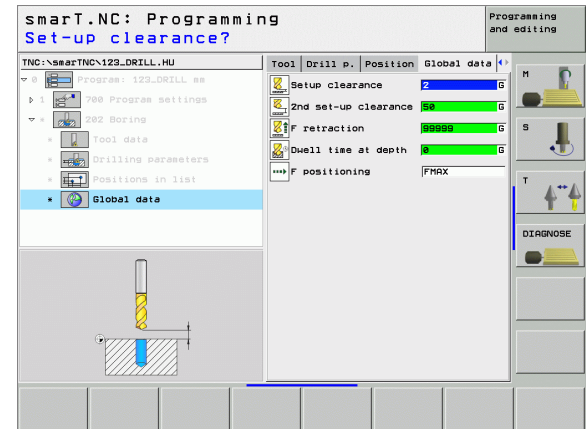 smarT.NC: Programming
Set-up clearance?
Programming
and editing
TNC:\smarTNC\123_DRILL.HU
0 Program: 123_DRILL mm
1 700 Program settings
* 202 Boring
* Tool data
* Drilling parameters
* Positions in list
* Global data
Tool Drill p. Position Global data
Setup clearance 2 G
2nd set-up clearance 50 G
F retraction 99999 G
Dwell time at depth 0 G
F positioning FMAX
M
S
T
DIAGNOSE